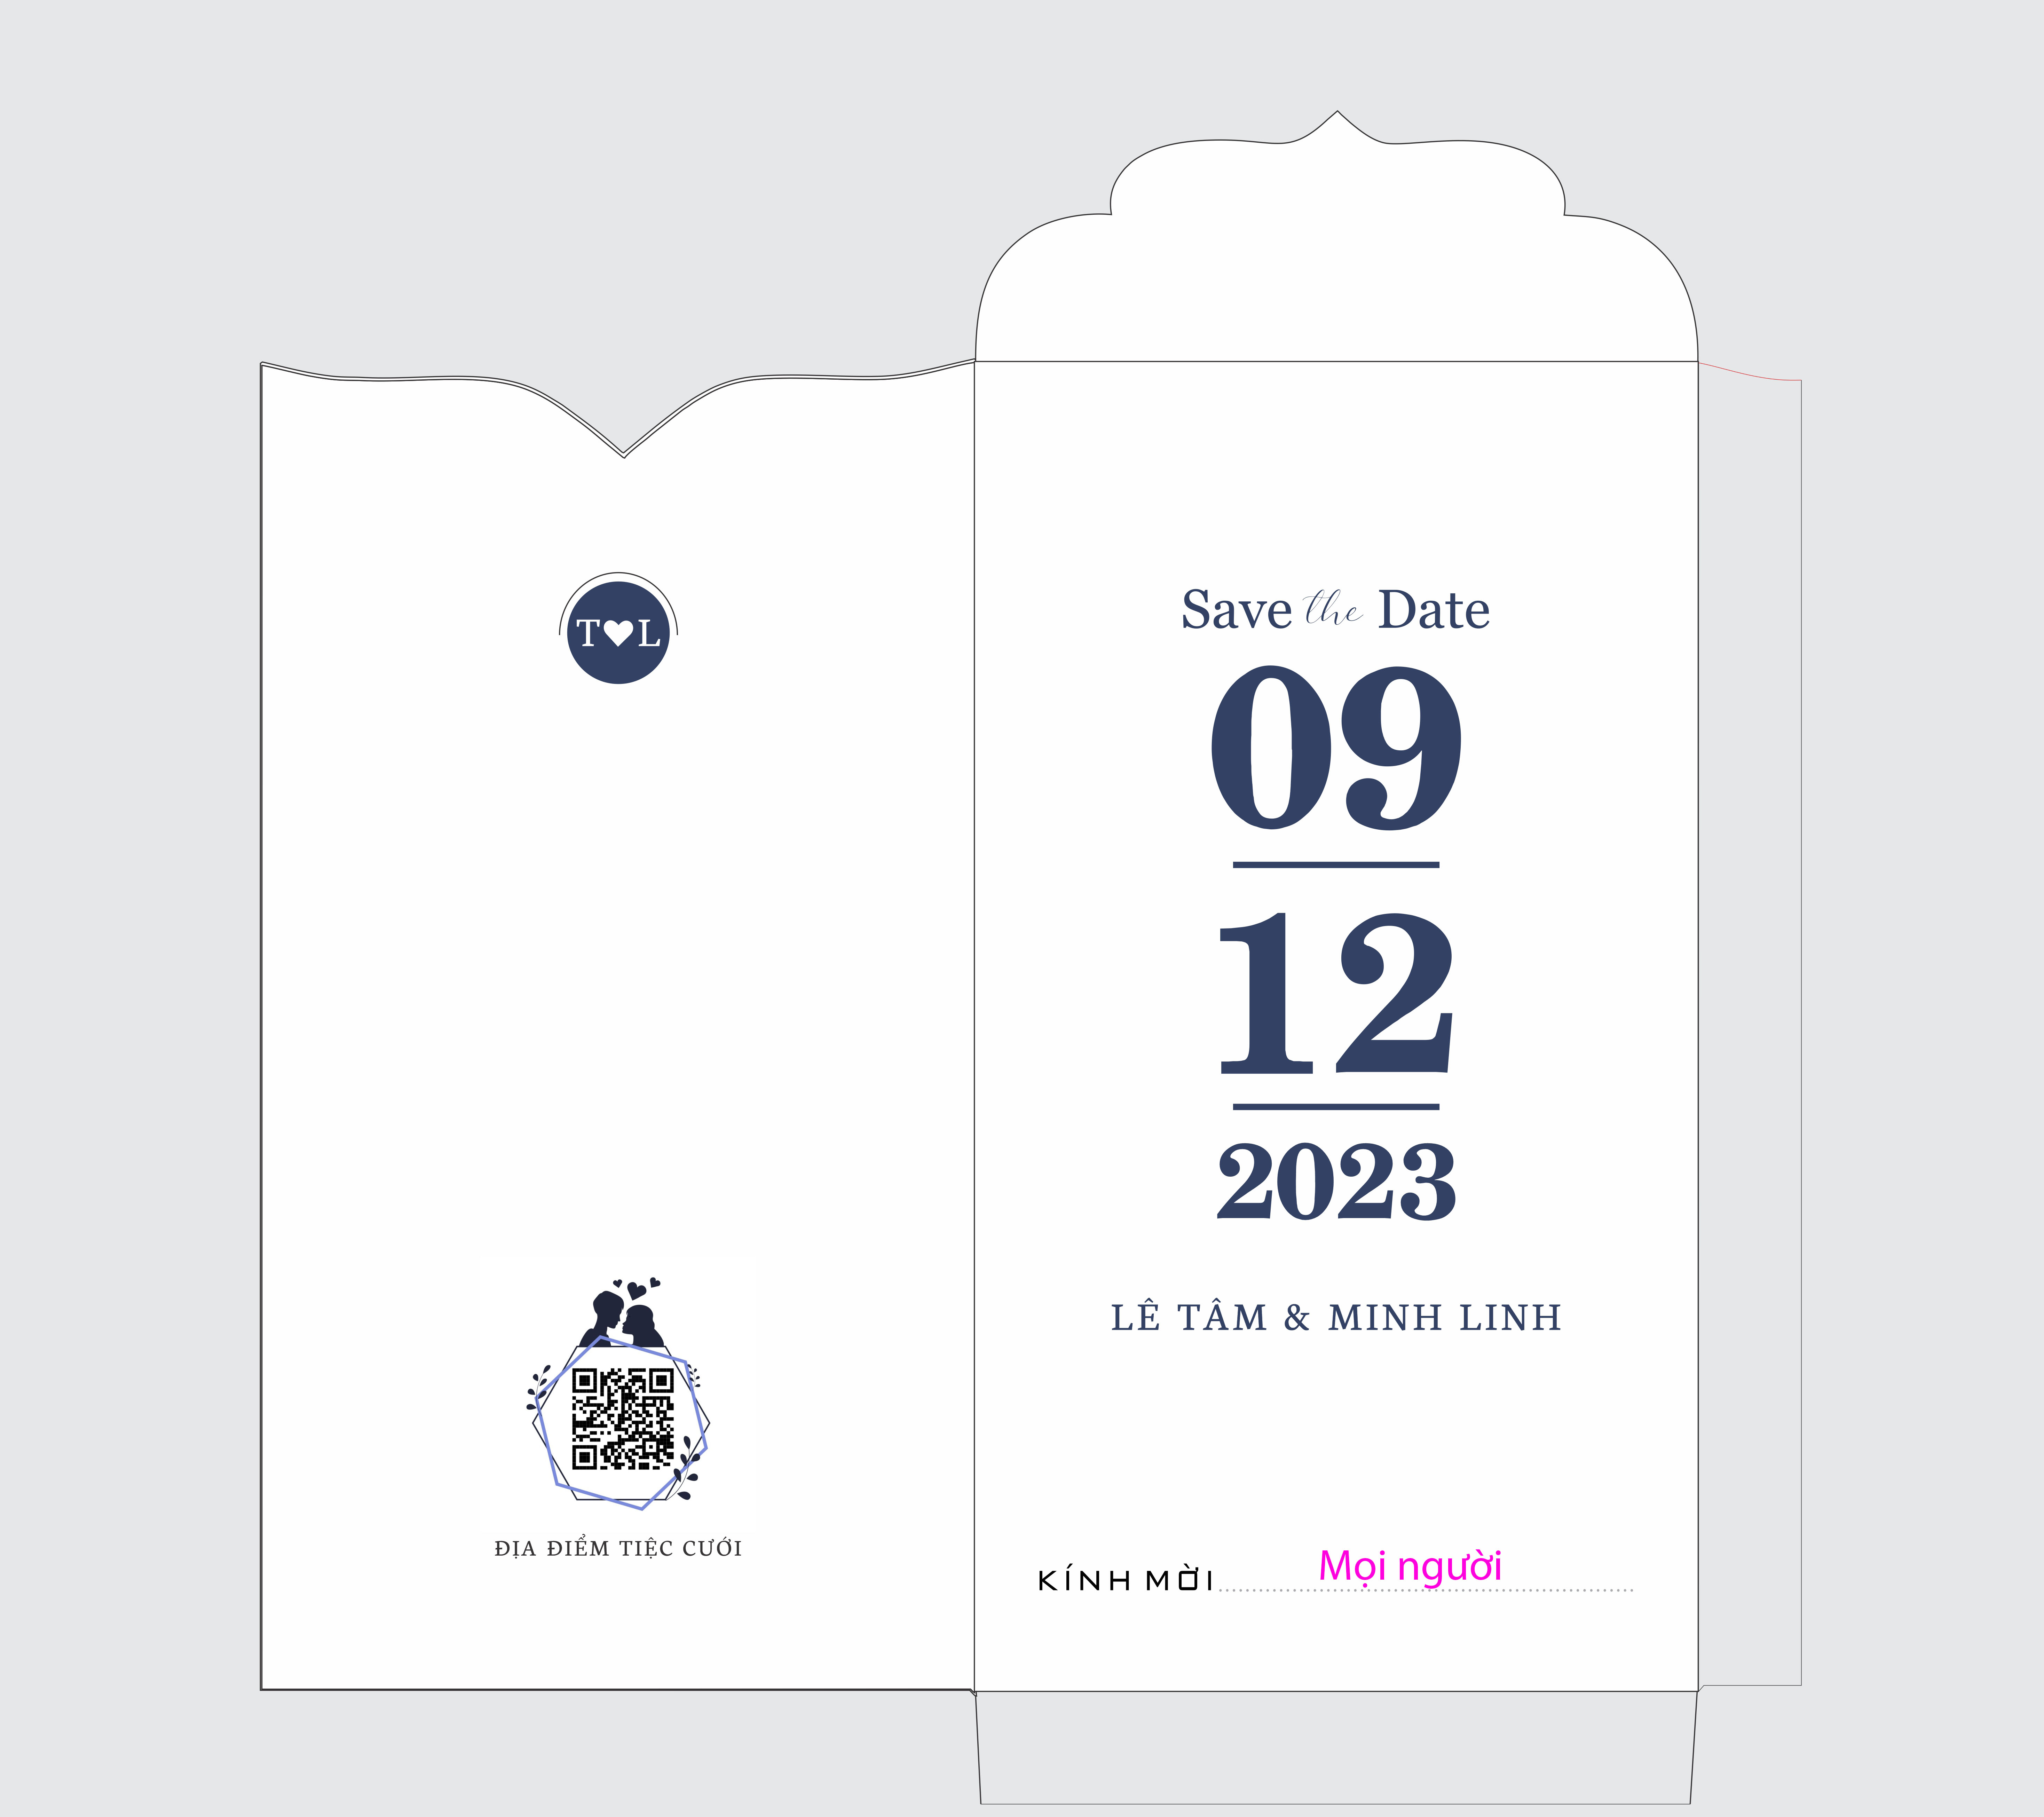 T L
ĐỊA ĐIỂM TIỆC CƯỚI
Save the Date
09
12
2023
LÊ TÂM & MINH LINH
KÍNH MỜI Mọi người